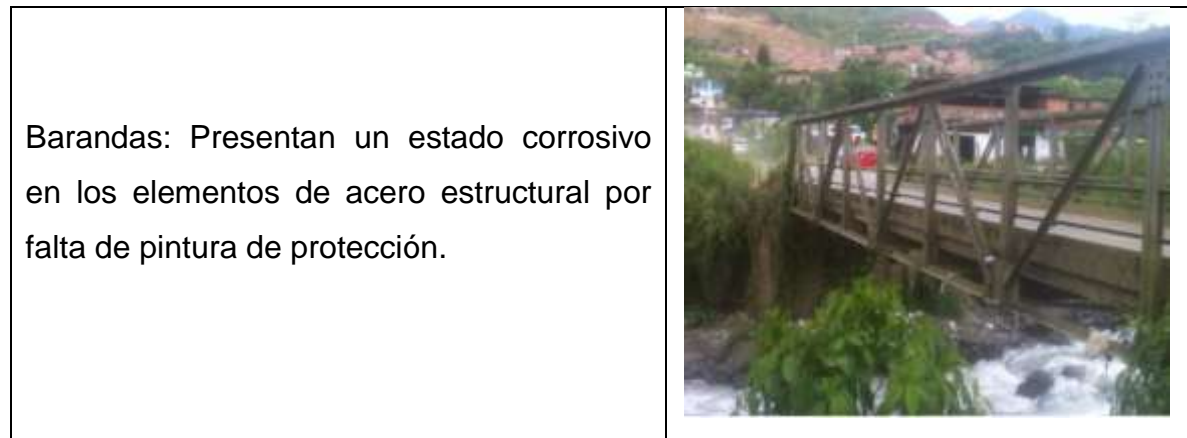 Barandas: Presentan un estado corrosivo
en los elementos de acero estructural por
falta de pintura de protección.